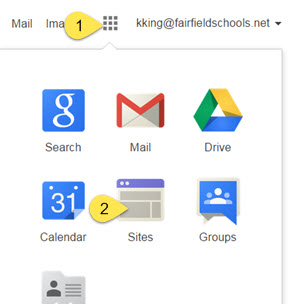 Mail Ima 1 kking@fairfieldschools.net
g
Search Mail Drive
31 2
Calendar Sites Groups